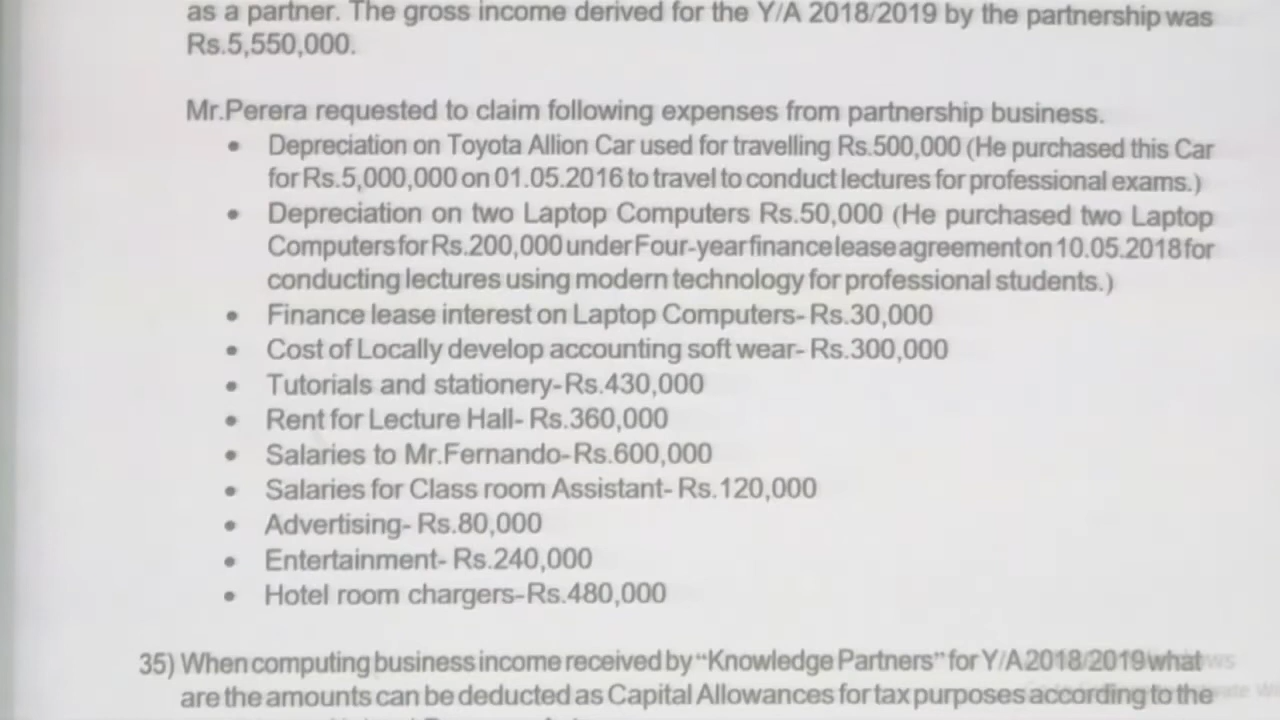 as a partner. The gross income derived for the Y/A 2018/2019 by the partnership was
Rs.5,550,000.
Mr.Perera requested to claim following expenses from partnership business.
• Depreciation on Toyota Allion Car used for travelling Rs.500,000 (He purchased this Car
for Rs.5,000,000 on 01.05.2016 to travel to conduct lectures for professional exams.)
• Depreciation on two Laptop Computers Rs.50,000 (He purchased two Laptop
Computers for Rs.200,000 under Four-year finance lease agreement on 10.05.2018 for
conducting lectures using modern technology for professional students.)
• Finance lease interest on Laptop Computers- Rs.30,000
• Cost of Locally develop accounting soft wear- Rs.300,000
• Tutorials and stationery-Rs.430,000
• Rent for Lecture Hall- Rs.360,000
• Salaries to Mr.Fernando-Rs.600,000
• Salaries for Class room Assistant- Rs.120,000
• Advertising- Rs.80,000
• Entertainment- Rs.240,000
• Hotel room chargers-Rs.480,000
35) When computing business income received by “Knowledge Partners” for Y/A 2018/2019 what
are the amounts can be deducted as Capital Allowances for tax purposes according to the